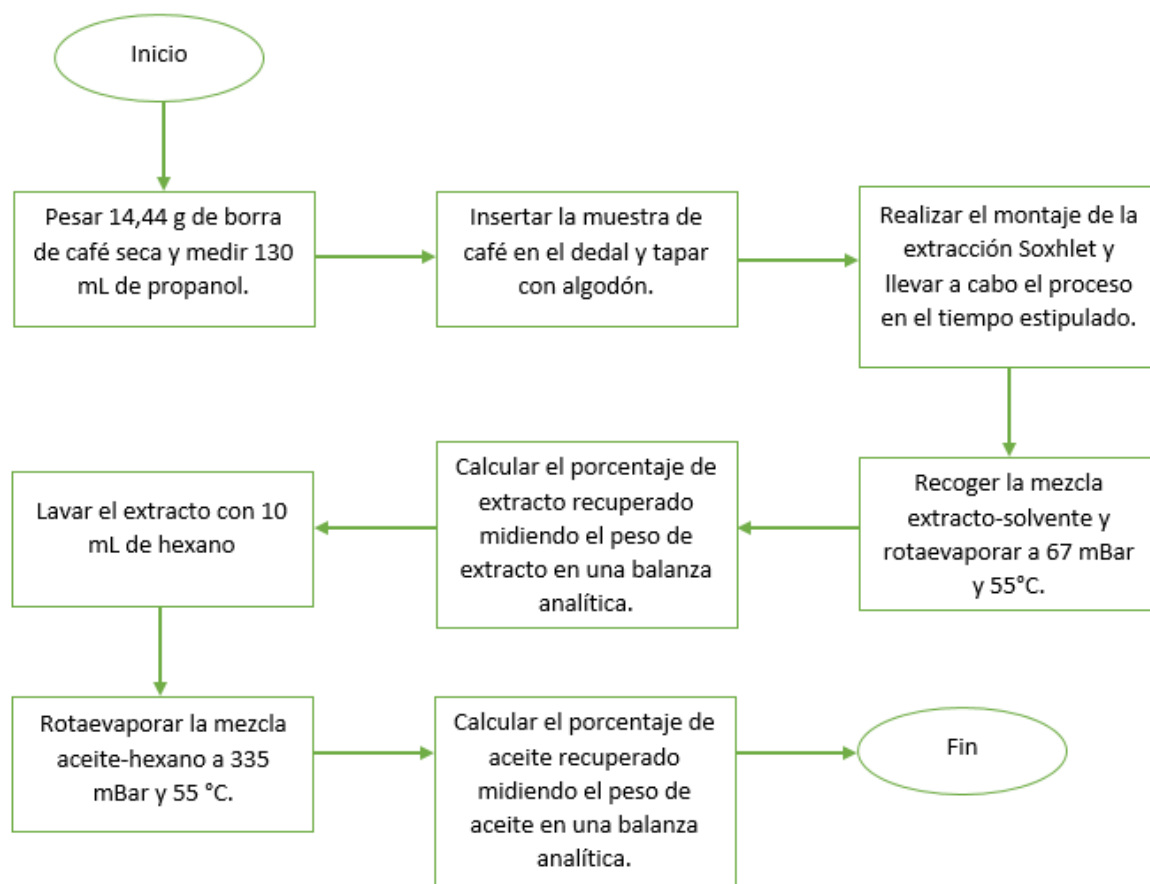 Inicio
Pesar 14,44 g de borra
de café seca y medir 130
mL de propanol.
Insertar la muestra de
café en el dedal y tapar
con algodón.
Realizar el montaje de la
extracción Soxhlet y
llevar a cabo el proceso
en el tiempo estipulado.
Recoger la mezcla
extracto-solvente y
rotaevaporar a 67 mBar
y 55°C.
Calcular el porcentaje de
extracto recuperado
midiendo el peso de
extracto en una balanza
analítica.
Lavar el extracto con 10
mL de hexano
Rotaevaporar la mezcla
aceite-hexano a 335
mBar y 55 °C.
Calcular el porcentaje de
aceite recuperado
midiendo el peso de
aceite en una balanza
analítica.
Fin